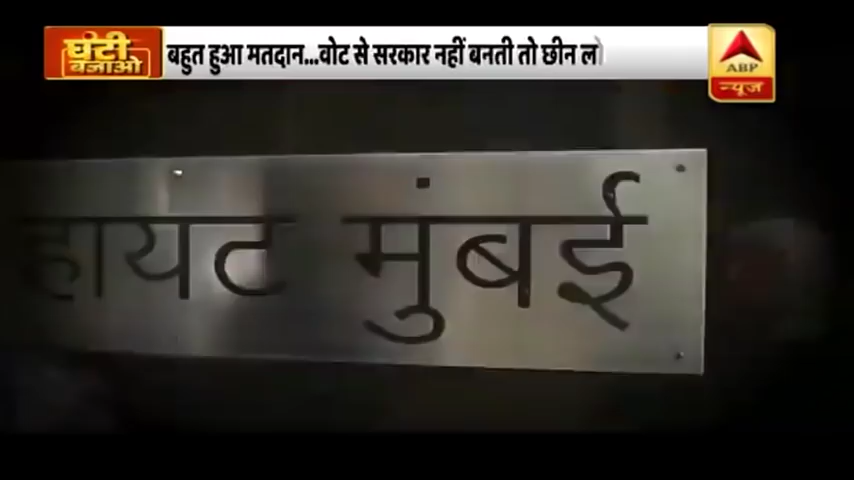 घंटी
बजाओ
बहुत हुआ मतदान...वोट से सरकार नहीं बनती तो छीन लो
ABP
न्यूज़
हायट मुंबई